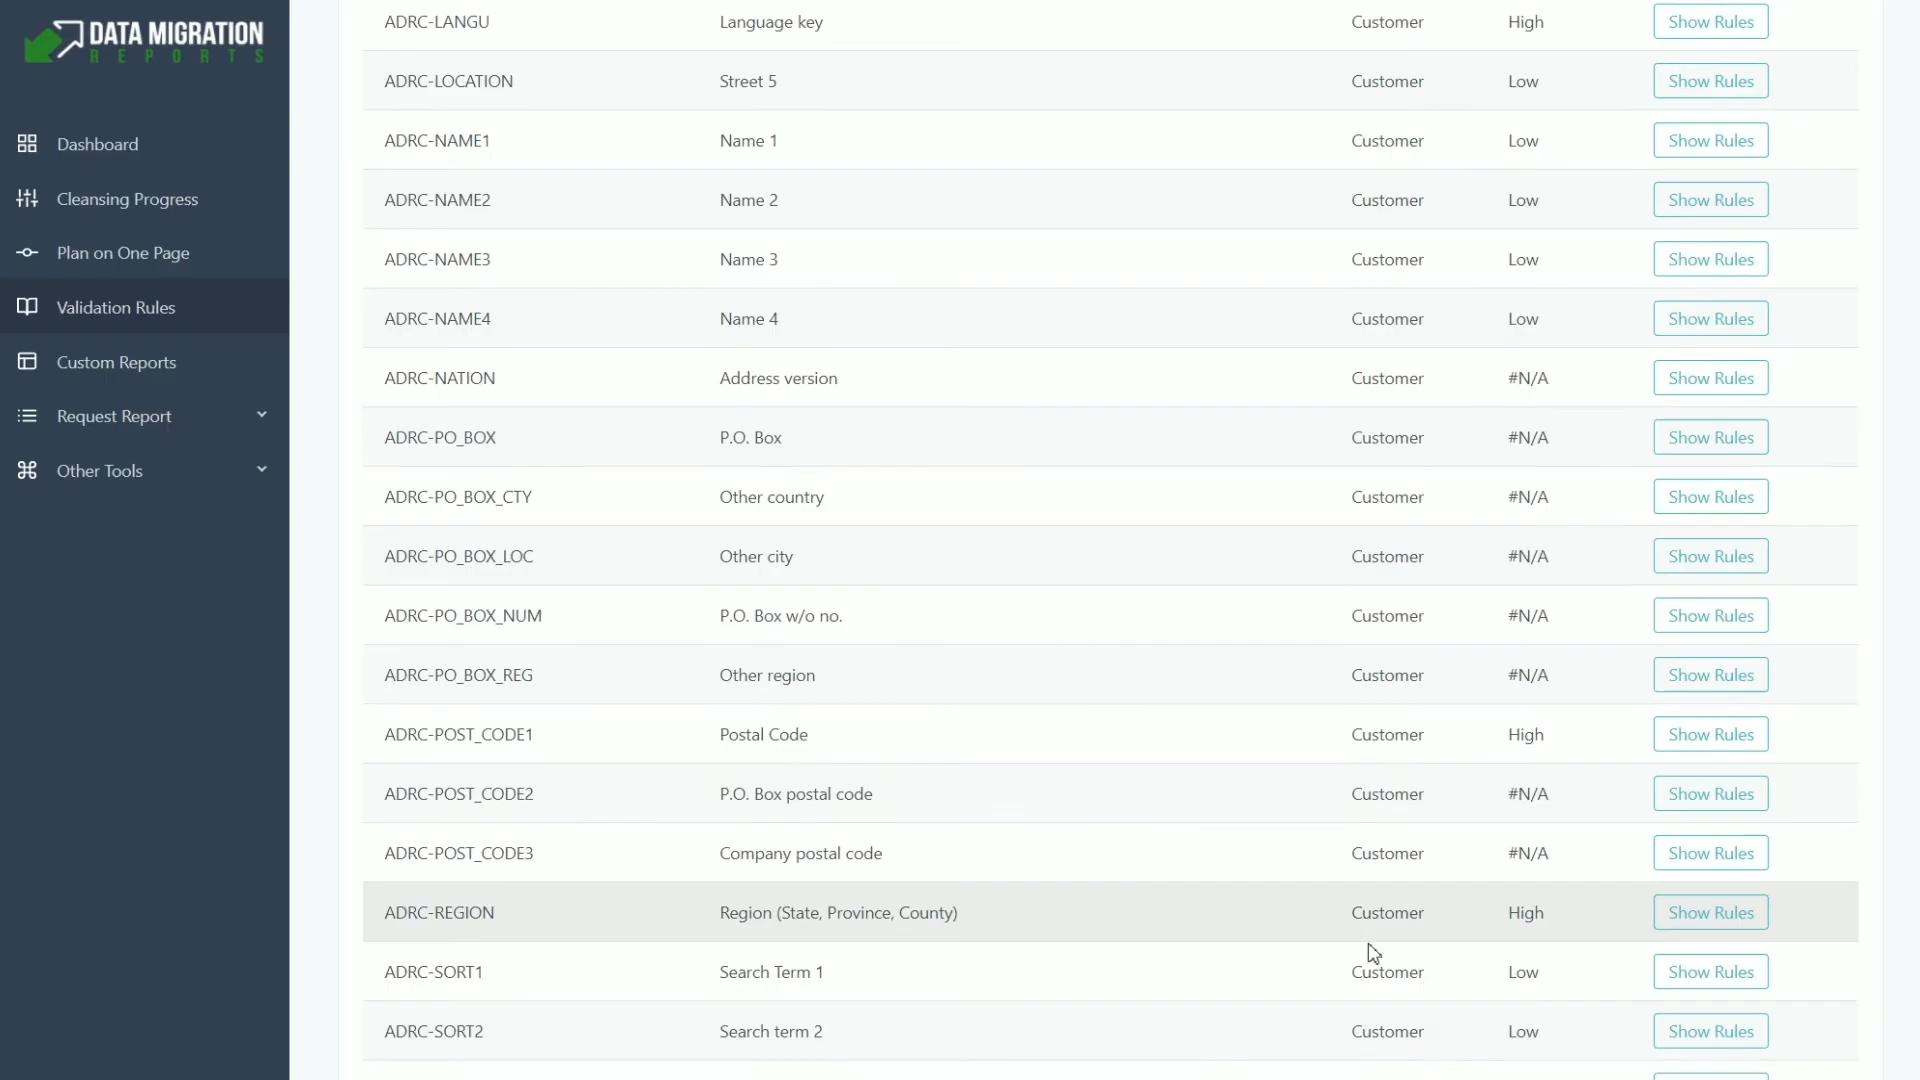 DATA MIGRATION
REPORTS
Dashboard
Cleansing Progress
Plan on One Page
Validation Rules
Custom Reports
Request Report
Other Tools
ADRC-LANGU Language key Customer High Show Rules
ADRC-LOCATION Street 5 Customer Low Show Rules
ADRC-NAME1 Name 1 Customer Low Show Rules
ADRC-NAME2 Name 2 Customer Low Show Rules
ADRC-NAME3 Name 3 Customer Low Show Rules
ADRC-NAME4 Name 4 Customer Low Show Rules
ADRC-NATION Address version Customer #N/A Show Rules
ADRC-PO_BOX P.O. Box Customer #N/A Show Rules
ADRC-PO_BOX_CTY Other country Customer #N/A Show Rules
ADRC-PO_BOX_LOC Other city Customer #N/A Show Rules
ADRC-PO_BOX_NUM P.O. Box w/o no. Customer #N/A Show Rules
ADRC-PO_BOX_REG Other region Customer #N/A Show Rules
ADRC-POST_CODE1 Postal Code Customer High Show Rules
ADRC-POST_CODE2 P.O. Box postal code Customer #N/A Show Rules
ADRC-POST_CODE3 Company postal code Customer #N/A Show Rules
ADRC-REGION Region (State, Province, County) Customer High Show Rules
ADRC-SORT1 Search Term 1 Customer Low Show Rules
ADRC-SORT2 Search term 2 Customer Low Show Rules